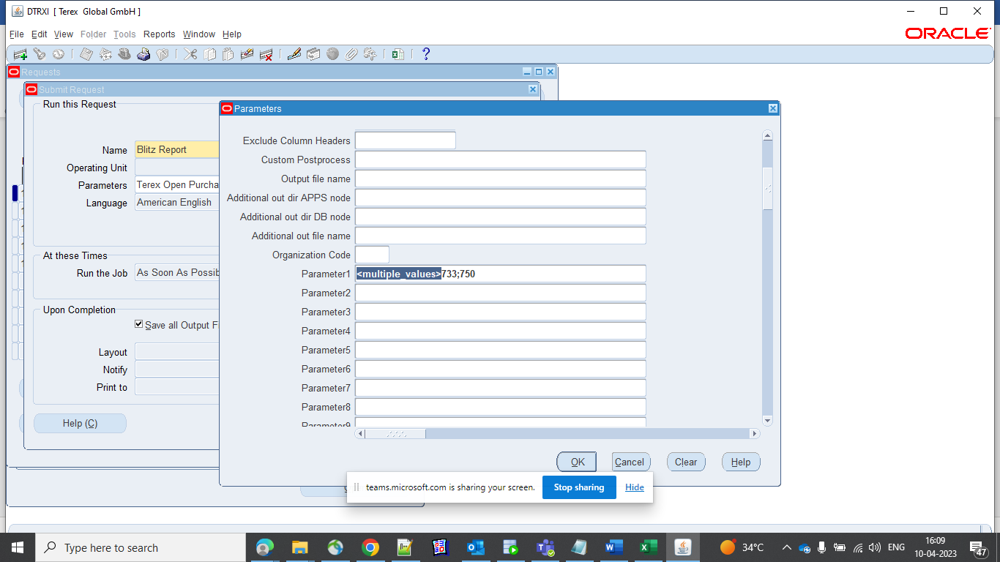 DTRXI [ Terex Global GmbH ]
File Edit View Folder Tools Reports Window Help
ORACLE
Requests
Submit Request
Run this Request
Parameters
Name Blitz Report
Operating Unit
Parameters Terex Open Purcha
Language American English
At these Times
Run the Job As Soon As Possib
Upon Completion
Save all Output F
Layout
Notify
Print to
Help (C)
Exclude Column Headers
Custom Postprocess
Output file name
Additional out dir APPS node
Additional out dir DB node
Additional out file name
Organization Code
Parameter1 <multiple_values>733;750
Parameter2
Parameter3
Parameter4
Parameter5
Parameter6
Parameter7
Parameter8
Parameter9
OK Cancel Clear Help
teams.microsoft.com is sharing your screen. Stop sharing Hide
Type here to search
34°C ENG 16:09
10-04-2023 47